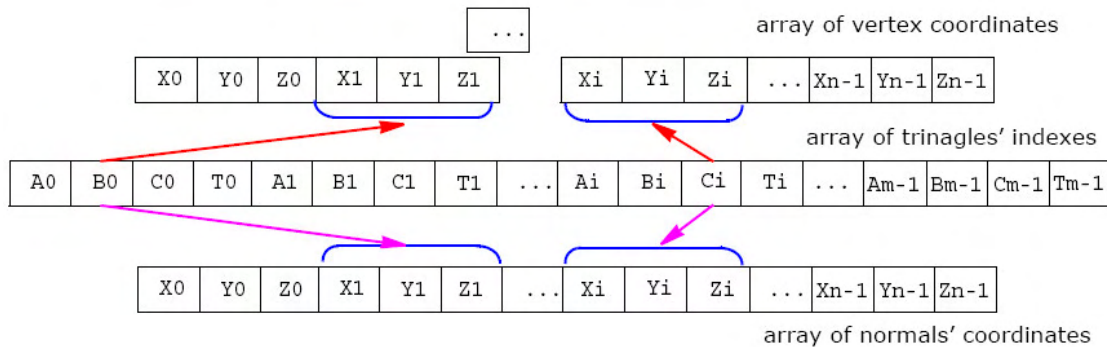 array of vertex coordinates
...
X0 Y0 Z0 X1 Y1 Z1 Xi Yi Zi ... Xn-1 Yn-1 Zn-1
array of trinagles' indexes
A0 B0 C0 T0 A1 B1 C1 T1 ... Ai Bi Ci Ti ... Am-1 Bm-1 Cm-1 Tm-1
X0 Y0 Z0 X1 Y1 Z1 ... Xi Yi Zi ... Xn-1 Yn-1 Zn-1
array of normals' coordinates